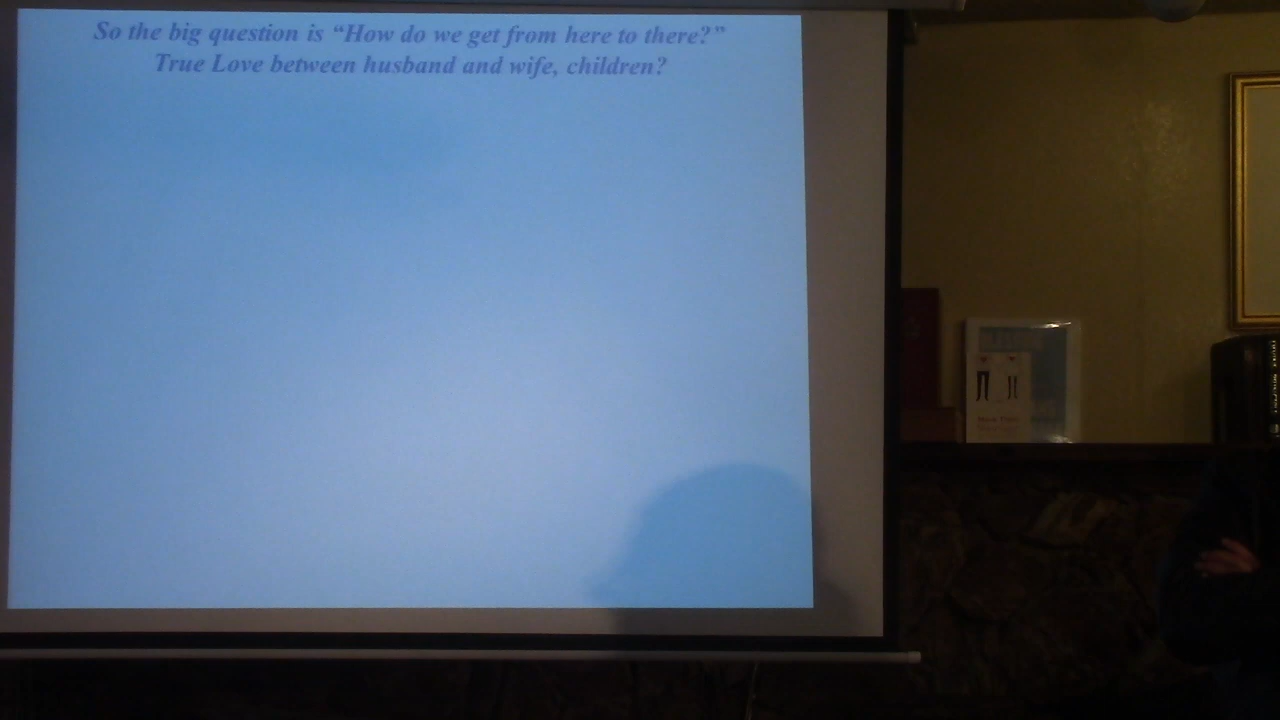 So the big question is “How do we get from here to there?”
True Love between husband and wife, children?